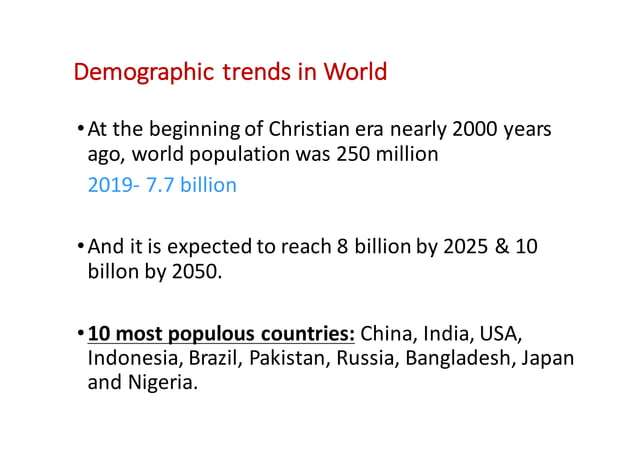 Demographic trends in World
•At the beginning of Christian era nearly 2000 years
ago, world population was 250 million
2019- 7.7 billion
•And it is expected to reach 8 billion by 2025 & 10
billon by 2050.
•10 most populous countries: China, India, USA,
Indonesia, Brazil, Pakistan, Russia, Bangladesh, Japan
and Nigeria.